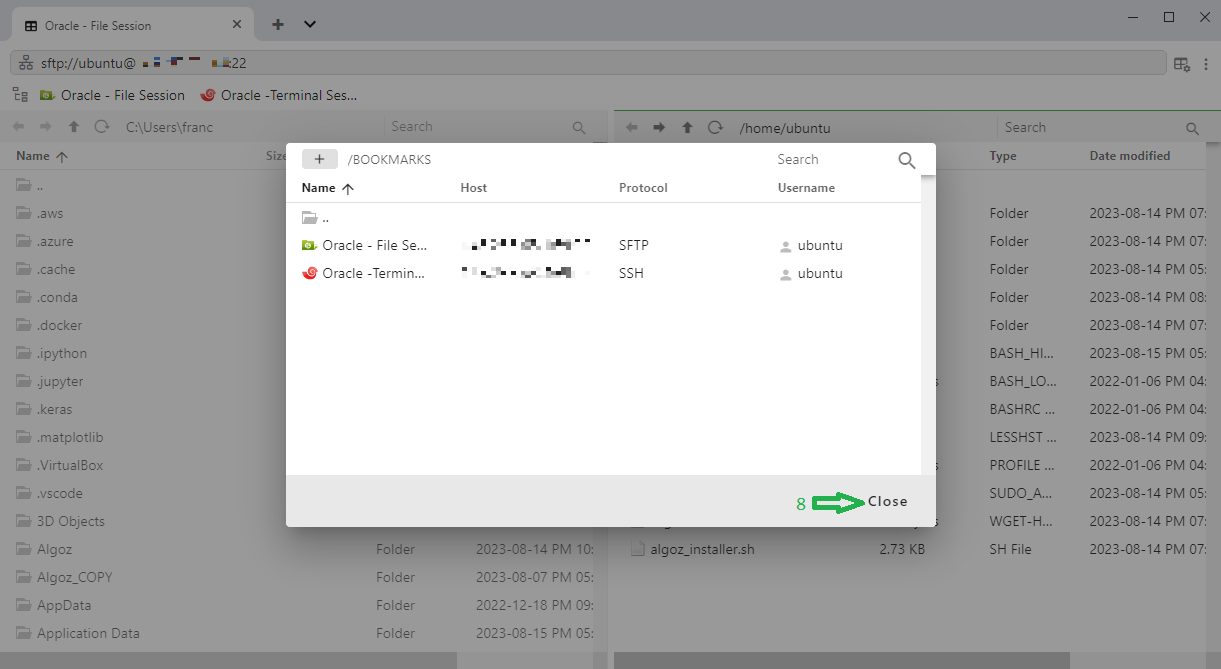 Oracle - File Session
sftp://ubuntu@ :22
Oracle - File Session Oracle -Terminal Ses...
C:\Users\franc Search /home/ubuntu Search
Name Size Type Date modified
/BOOKMARKS Search
Name Host Protocol Username
..
Oracle - File Se... SFTP ubuntu
Oracle -Termin... SSH ubuntu
8 Close
..
.aws Folder 2023-08-14 PM 07:
.azure Folder 2023-08-14 PM 07:
.cache Folder 2023-08-14 PM 05:
.conda Folder 2023-08-14 PM 08:
.docker Folder 2023-08-14 PM 07:
.ipython BASH_HI... 2023-08-15 PM 05:
.jupyter BASH_LO... 2022-01-06 PM 04:
.keras BASHRC ... 2022-01-06 PM 04:
.matplotlib LESSHST ... 2023-08-14 PM 09:
.VirtualBox PROFILE ... 2022-01-06 PM 04:
.vscode SUDO_A... 2023-08-14 PM 05:
3D Objects WGET-H... 2023-08-14 PM 07:
Algoz Folder 2023-08-14 PM 10: algoz_installer.sh 2.73 KB SH File 2023-08-14 PM 07:
Algoz_COPY Folder 2023-08-07 PM 05:
AppData Folder 2022-12-18 PM 09:
Application Data Folder 2023-08-15 PM 05: